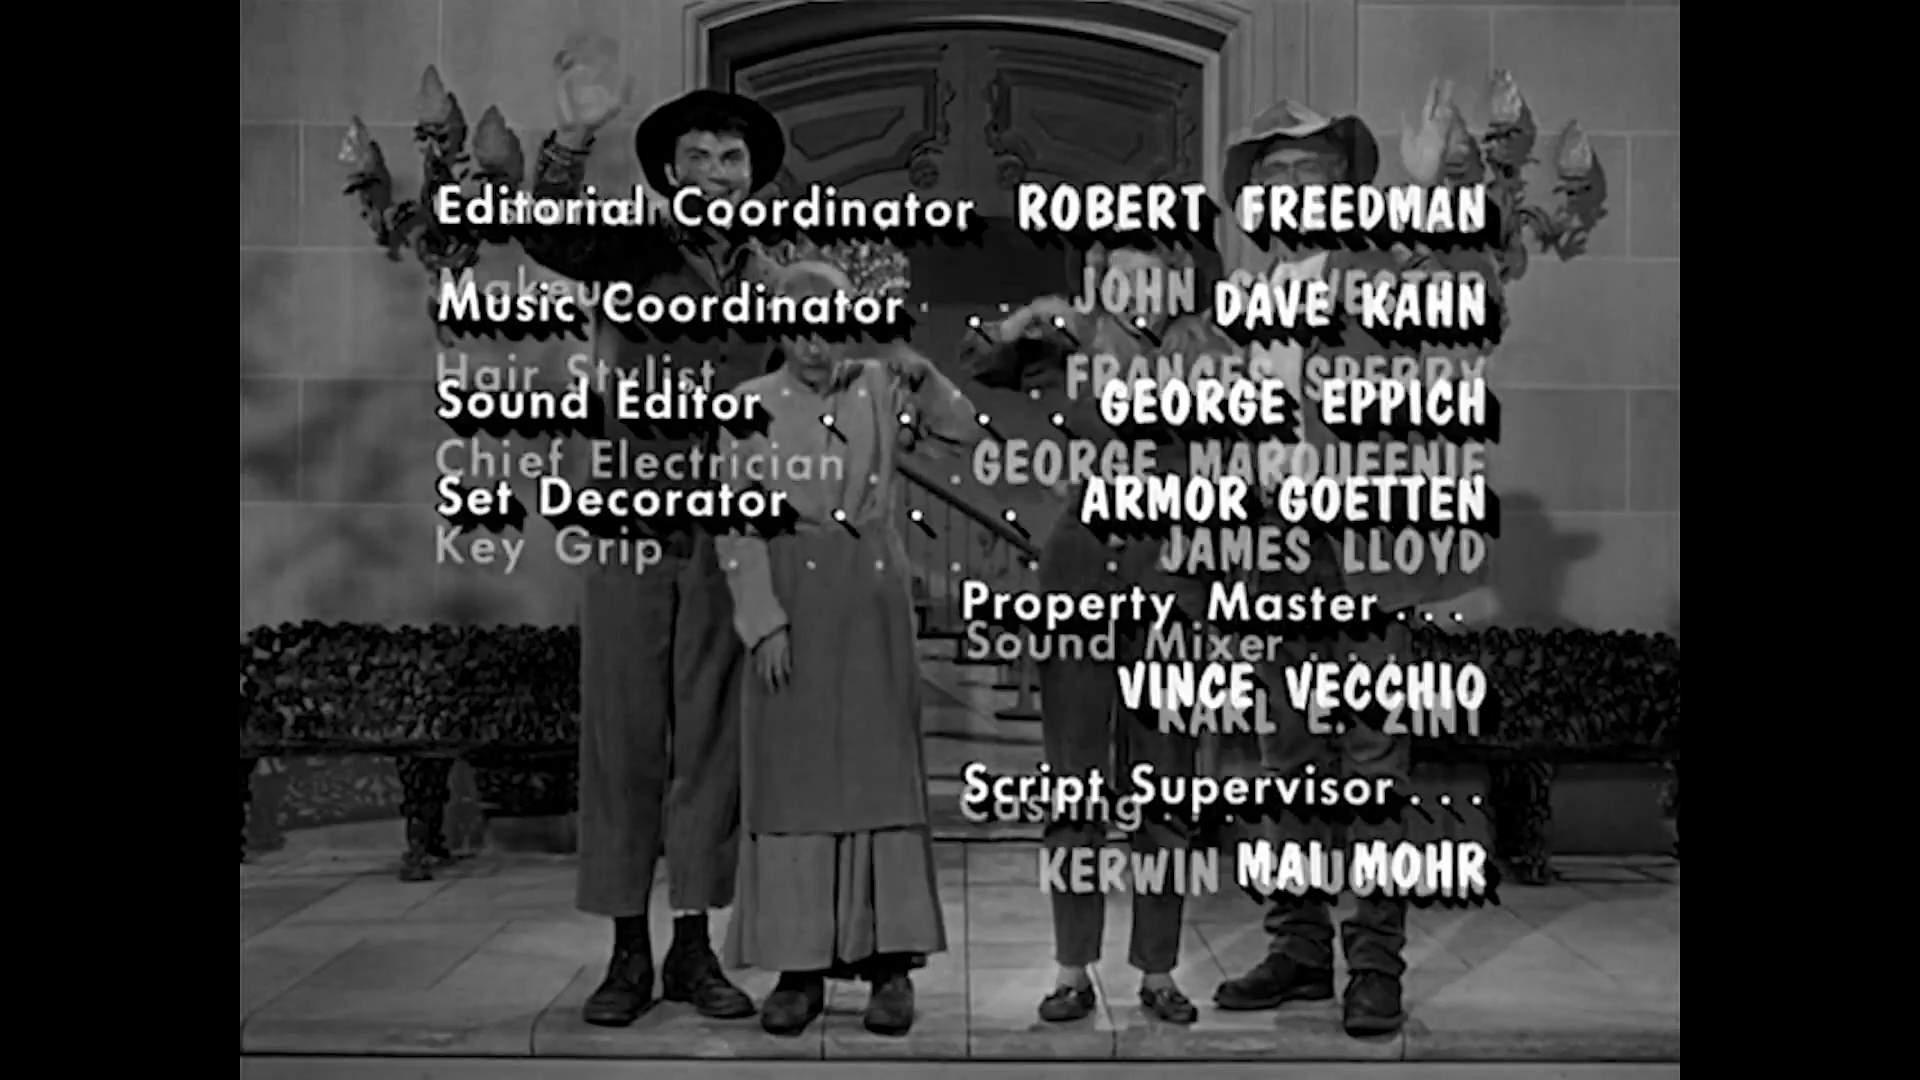 Editorial Coordinator ROBERT FREEDMAN
Makeup . . . JOHN SYLVESTER
Music Coordinator . . . DAVE KAHN
Hair Stylist . . . . FRANCES SPERRY
Sound Editor . . . . GEORGE EPPICH
Chief Electrician . . GEORGE MARQUEENIE
Set Decorator . . . ARMOR GOETTEN
Key Grip . . . . . . JAMES LLOYD
Property Master . . .
Sound Mixer . . .
VINCE VECCHIO
KARL E. ZINT
Script Supervisor . . .
Casting . . .
KERWIN
MAI MOHR